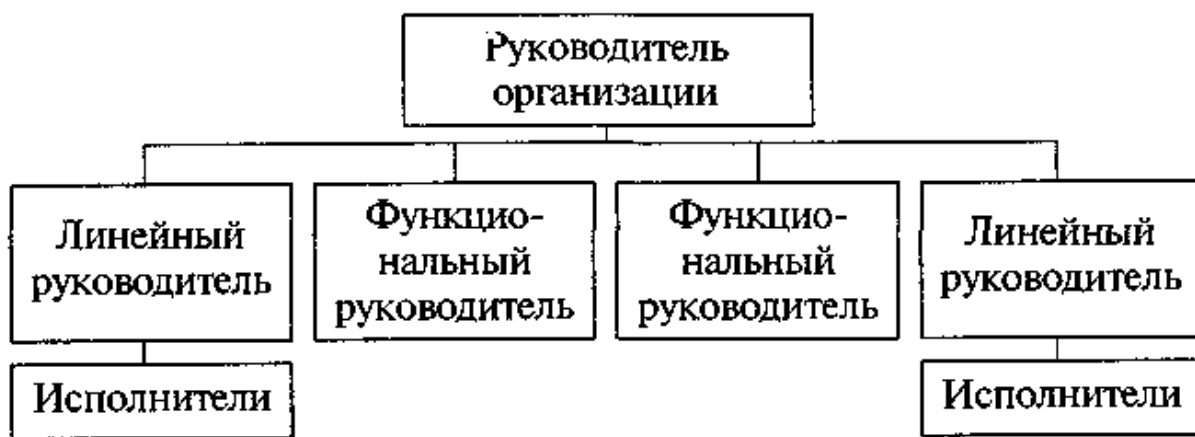 Руководитель
организации
Линейный
руководитель
Функцио-
нальный
руководитель
Функцио-
нальный
руководитель
Линейный
руководитель
Исполнители
Исполнители